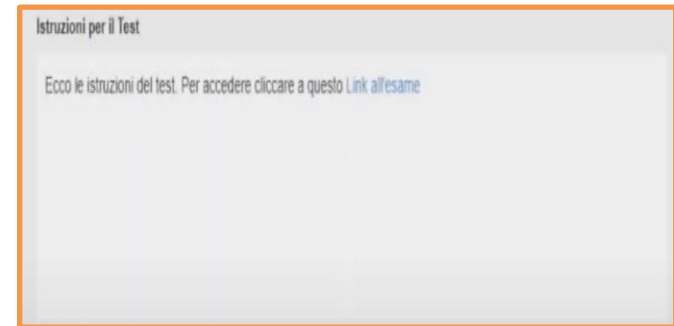 Istruzioni per il Test
Ecco le istruzioni del test. Per accedere cliccare a questo Link all'esame